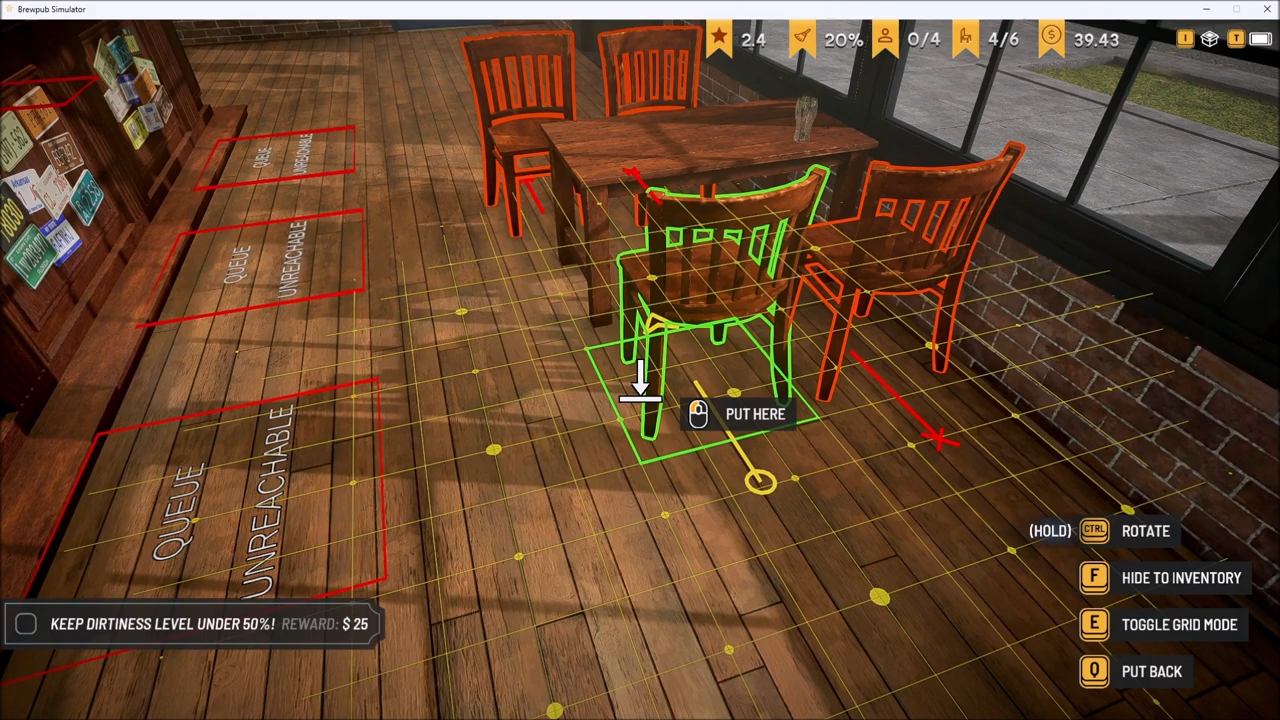 Brewpub Simulator
2.4
20%
0/4
4/6
39.43
I
T
QUEUE
UNREACHABLE
QUEUE
UNREACHABLE
QUEUE
UNREACHABLE
PUT HERE
(HOLD) CTRL ROTATE
F HIDE TO INVENTORY
E TOGGLE GRID MODE
Q PUT BACK
KEEP DIRTINESS LEVEL UNDER 50%! REWARD: $ 25